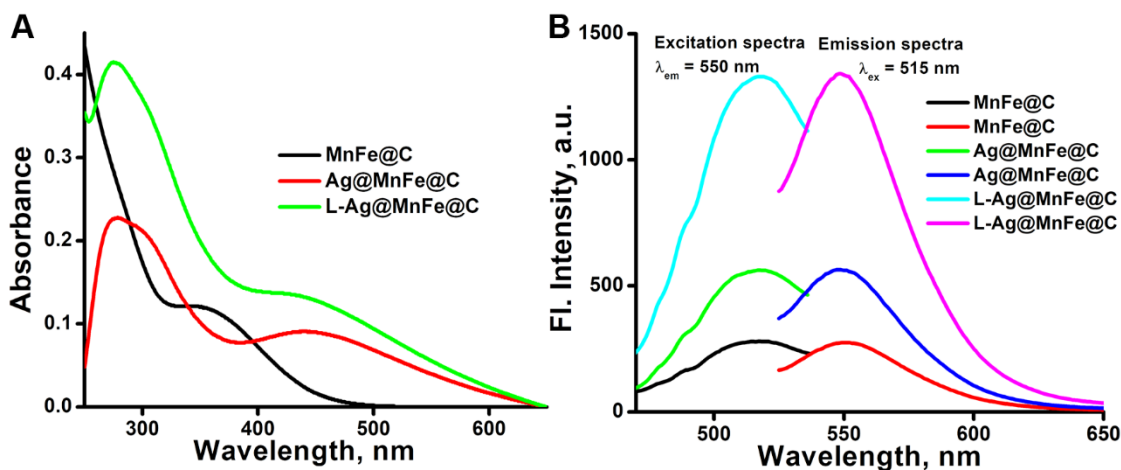 A
Absorbance
0.4
0.3
0.2
0.1
0.0
300
400
500
600
Wavelength, nm
MnFe@C
Ag@MnFe@C
L-Ag@MnFe@C
B
Fl. Intensity, a.u.
1500
1000
500
0
500
550
600
650
Wavelength, nm
Excitation spectra
λem = 550 nm
Emission spectra
λex = 515 nm
MnFe@C
MnFe@C
Ag@MnFe@C
Ag@MnFe@C
L-Ag@MnFe@C
L-Ag@MnFe@C